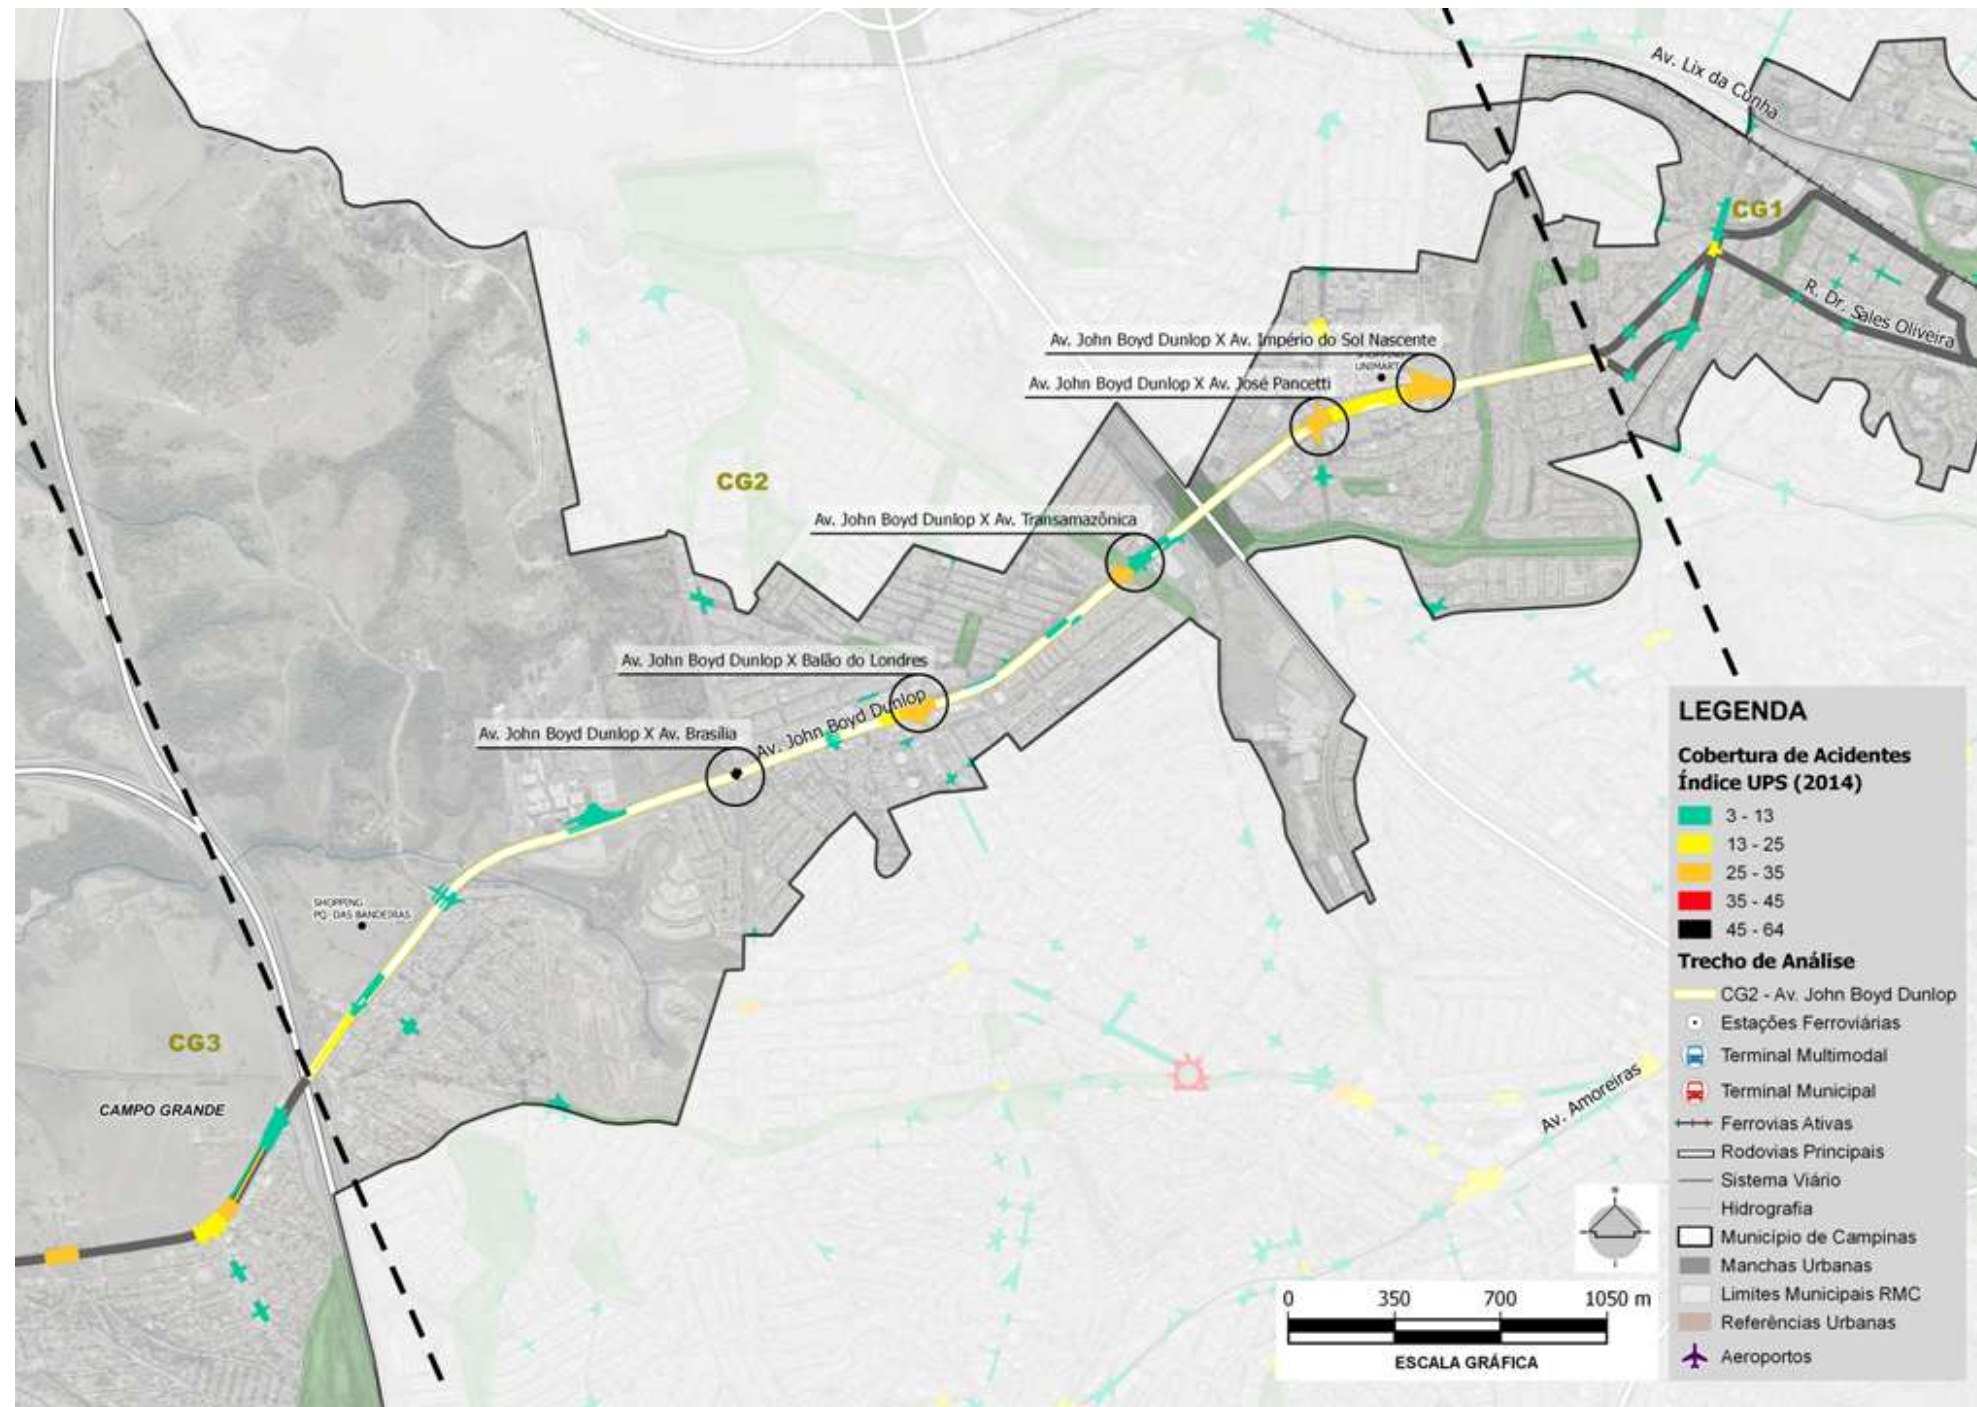 Av. Lix da Cunha
CG1
R. Dr. Sales Oliveira
Av. John Boyd Dunlop X Av. Império do Sol Nascente
SHOPPING
UNIMART
Av. John Boyd Dunlop X Av. José Pancetti
CG2
Av. John Boyd Dunlop X Av. Transamazônica
Av. John Boyd Dunlop X Balão do Londres
Av. John Boyd Dunlop
Av. John Boyd Dunlop X Av. Brasília
SHOPPING
PQ. DAS BANDEIRAS
CG3
CAMPO GRANDE
Av. Amoreiras
LEGENDA
Cobertura de Acidentes
Índice UPS (2014)
3 - 13
13 - 25
25 - 35
35 - 45
45 - 64
Trecho de Análise
CG2 - Av. John Boyd Dunlop
Estações Ferroviárias
Terminal Multimodal
Terminal Municipal
Ferrovias Ativas
Rodovias Principais
Sistema Viário
Hidrografia
Município de Campinas
Manchas Urbanas
Limites Municipais RMC
Referências Urbanas
Aeroportos
0 350 700 1050 m
ESCALA GRÁFICA